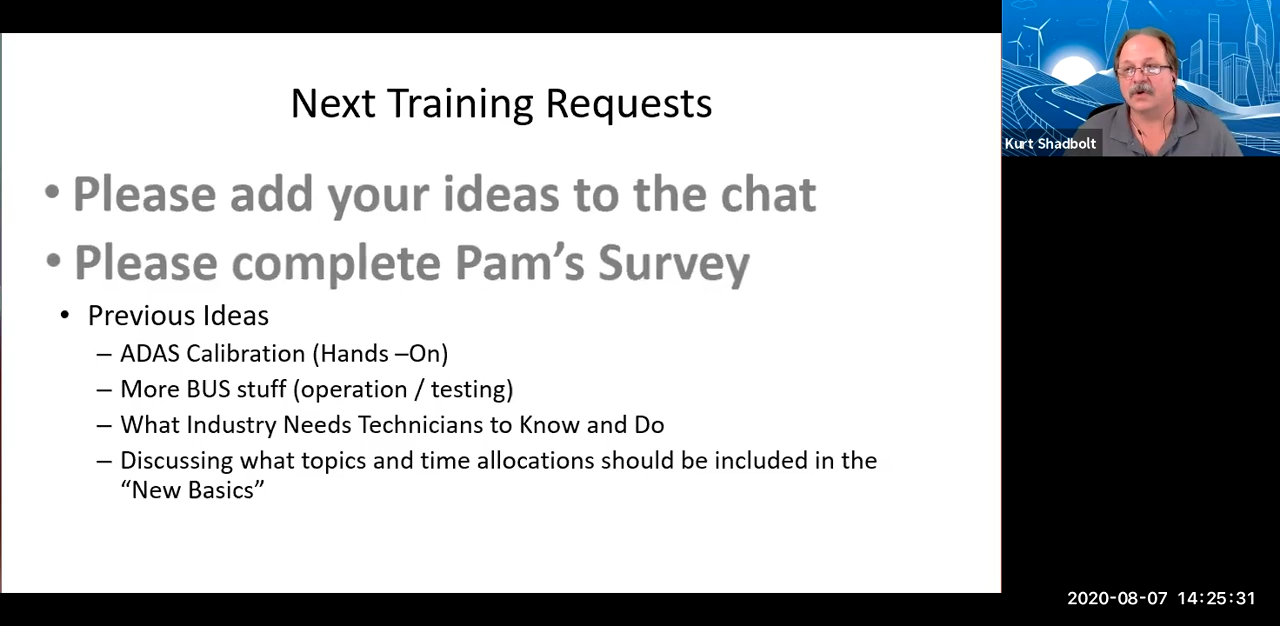 Next Training Requests
• Please add your ideas to the chat
• Please complete Pam’s Survey
• Previous Ideas
– ADAS Calibration (Hands –On)
– More BUS stuff (operation / testing)
– What Industry Needs Technicians to Know and Do
– Discussing what topics and time allocations should be included in the
“New Basics”
Kurt Shadbolt
2020-08-07 14:25:31